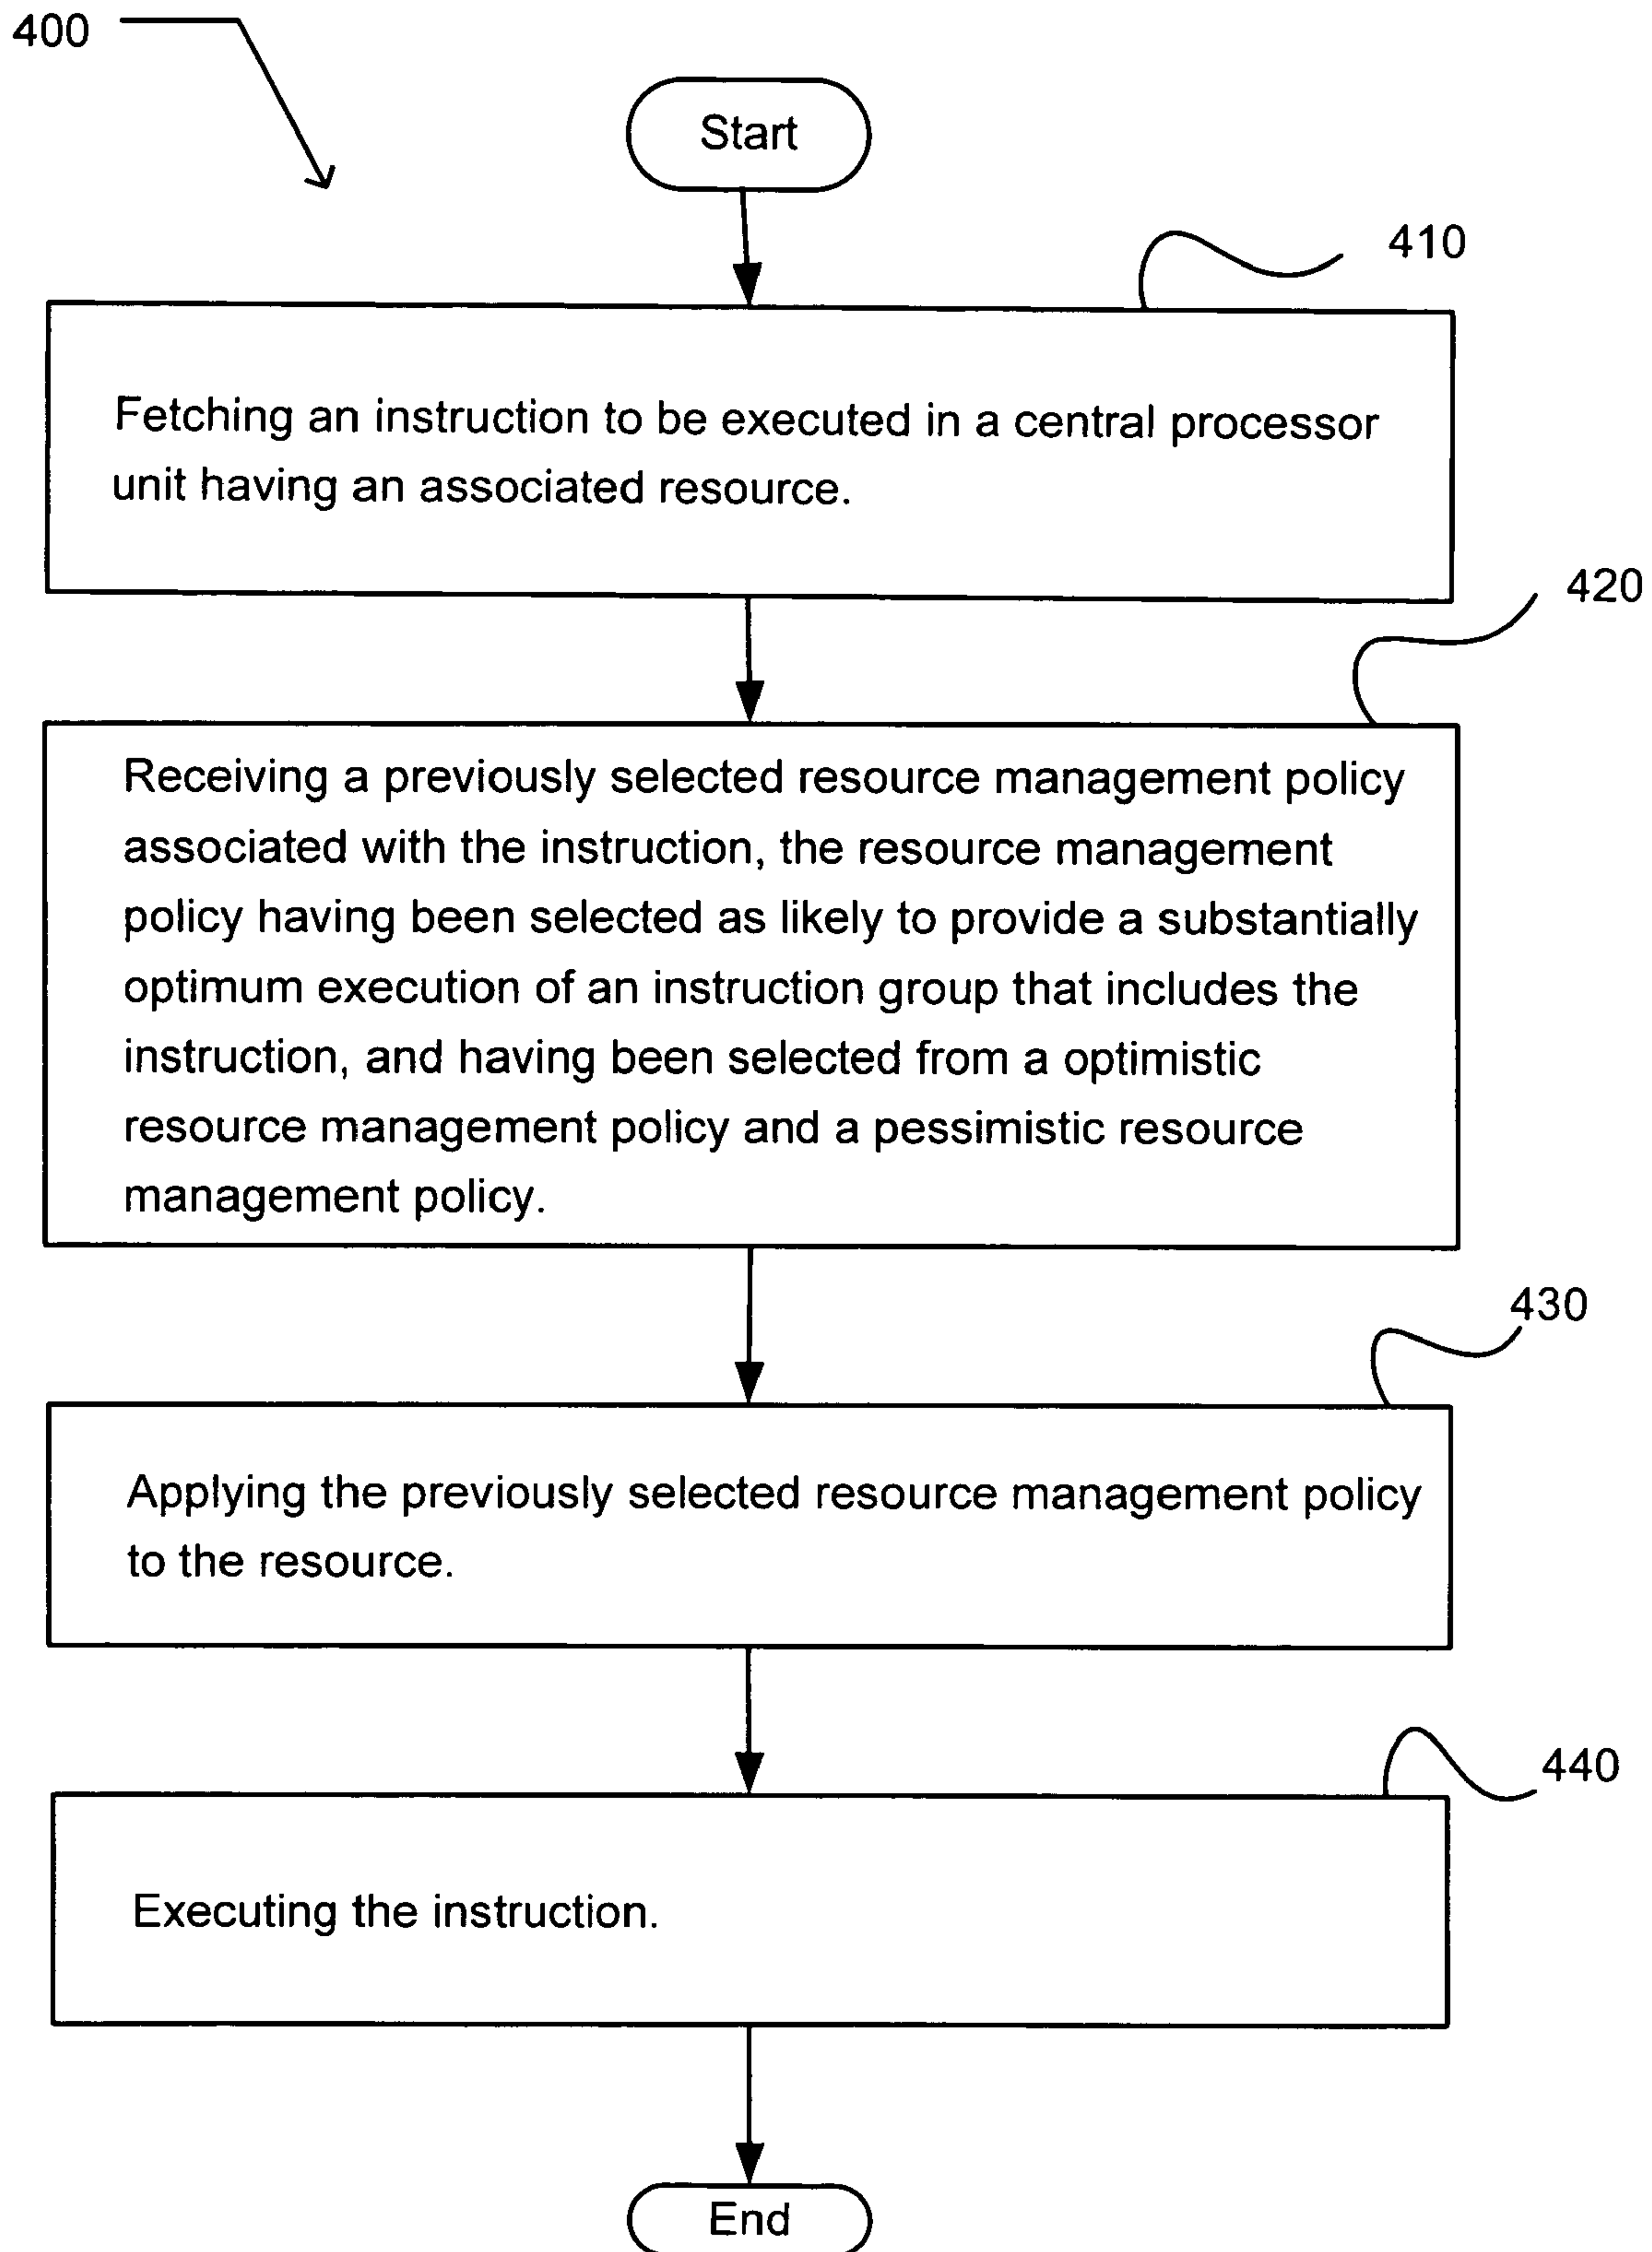 400
Start
410
Fetching an instruction to be executed in a central processor
unit having an associated resource.
420
Receiving a previously selected resource management policy
associated with the instruction, the resource management
policy having been selected as likely to provide a substantially
optimum execution of an instruction group that includes the
instruction, and having been selected from a optimistic
resource management policy and a pessimistic resource
management policy.
430
Applying the previously selected resource management policy
to the resource.
440
Executing the instruction.
End